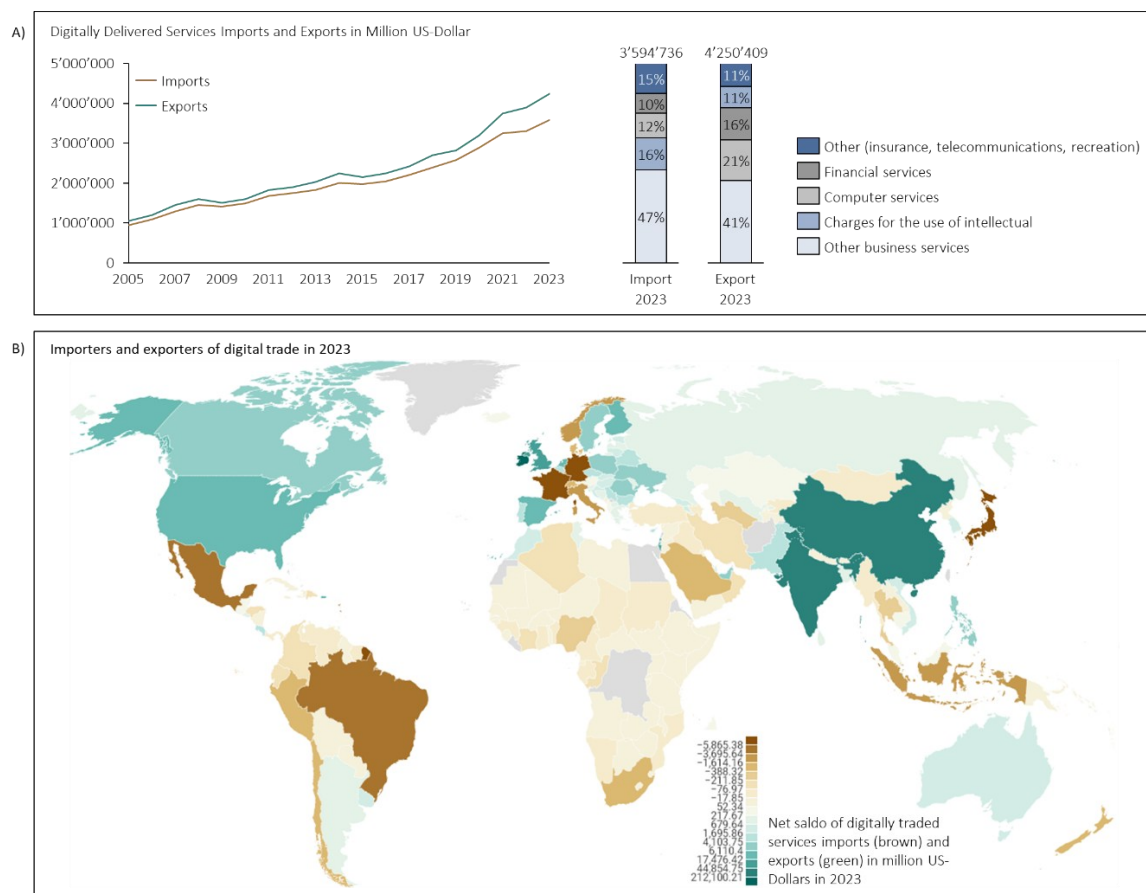 A)
Digitally Delivered Services Imports and Exports in Million US-Dollar
5’000’000
4’000’000
3’000’000
2’000’000
1’000’000
0
Imports
Exports
2005 2007 2009 2011 2013 2015 2017 2019 2021 2023
3’594’736 4’250’409
15%
10%
12%
16%
47%
11%
11%
16%
21%
41%
Import
2023
Export
2023
Other (insurance, telecommunications, recreation)
Financial services
Computer services
Charges for the use of intellectual
Other business services
B)
Importers and exporters of digital trade in 2023
−5,865.38
−3,695.64
−1,614.16
−388.32
−211.85
−76.97
−17.85
52.34
217.67
679.64
1,695.86
4,103.75
6,110.4
17,476.42
44,854.75
212,100.21
Net saldo of digitally traded
services imports (brown) and
exports (green) in million US-
Dollars in 2023